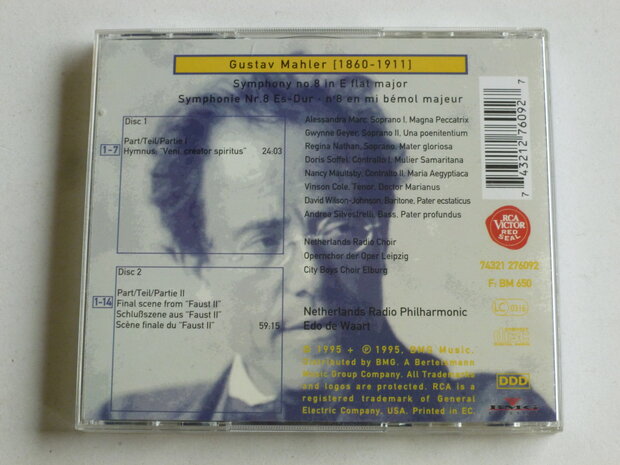 Gustav Mahler [1860-1911]
Symphony no.8 in E flat major
Symphonie Nr.8 Es-Dur · n°8 en mi bémol majeur
Disc 1
Part/Teil/Partie I
1-7
Hymnus: "Veni, creator spiritus" 24:03
Disc 2
Part/Teil/Partie II
1-14
Final scene from "Faust II"
Schlußszene aus "Faust II"
Scène finale du "Faust II" 59:15
Alessandra Marc, Soprano I, Magna Peccatrix
Gwynne Geyer, Soprano II, Una poenitentium
Regina Nathan, Soprano, Mater gloriosa
Doris Soffel, Contralto I, Mulier Samaritana
Nancy Maultsby, Contralto II, Maria Aegyptiaca
Vinson Cole, Tenor, Doctor Marianus
David Wilson-Johnson, Baritone, Pater ecstaticus
Andrea Silvestrelli, Bass, Pater profundus
Netherlands Radio Choir
Opernchor der Oper Leipzig
City Boys Choir Elburg
Netherlands Radio Philharmonic
Edo de Waart
© 1995 + ℗ 1995, BMG Music.
Distributed by BMG. A Bertelsmann
Music Group Company. All Trademarks
and logos are protected. RCA is a
registered trademark of General
Electric Company, USA. Printed in EC.
7 43212 76092 7
RCA
VICTOR
RED
SEAL
74321 276092
F: BM 650
LC
COMPACT
disc
DIGITAL AUDIO
DDD
BMG